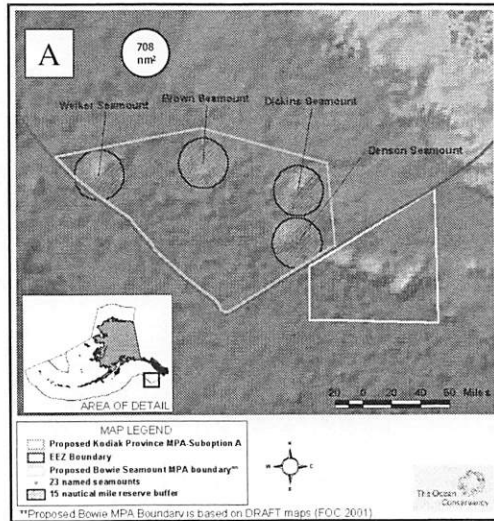 A
708
nm²
Welker Seamount
Brown Seamount
Dickins Seamount
Denson Seamount
AREA OF DETAIL
20 0 20 40 60 Miles
MAP LEGEND
Proposed Kodiak Province MPA-Suboption A
EEZ Boundary
Proposed Bowie Seamount MPA boundary**
23 named seamounts
15 nautical mile reserve buffer
N
W E
S
The Ocean
Conservancy
**Proposed Bowie MPA Boundary is based on DRAFT maps (FOC 2001)